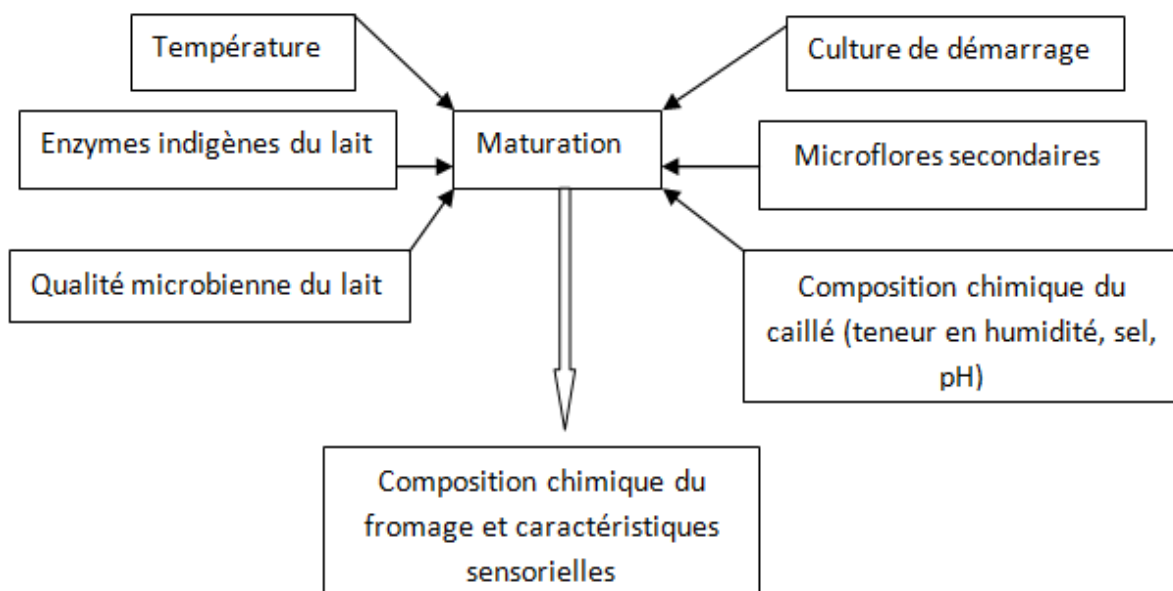 Température
Culture de démarrage
Enzymes indigènes du lait
Maturation
Microflores secondaires
Qualité microbienne du lait
Composition chimique du
caillé (teneur en humidité, sel,
pH)
Composition chimique du
fromage et caractéristiques
sensorielles